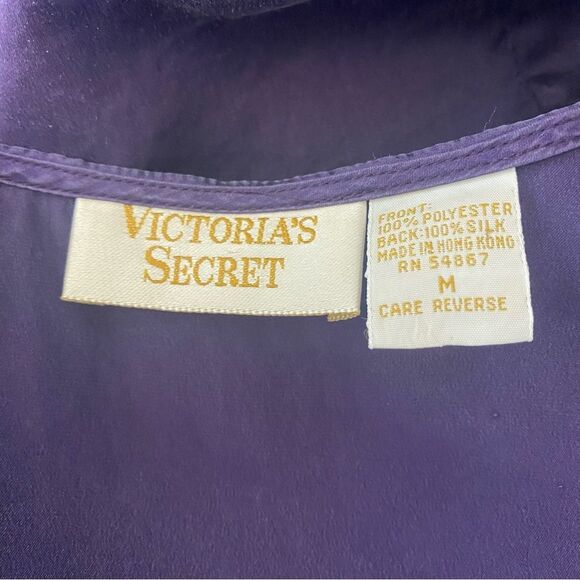 VICTORIA'S
SECRET
FRONT:
100% POLYESTER
BACK:100% SILK
MADE IN HONG KONG
RN 54867
M
CARE REVERSE